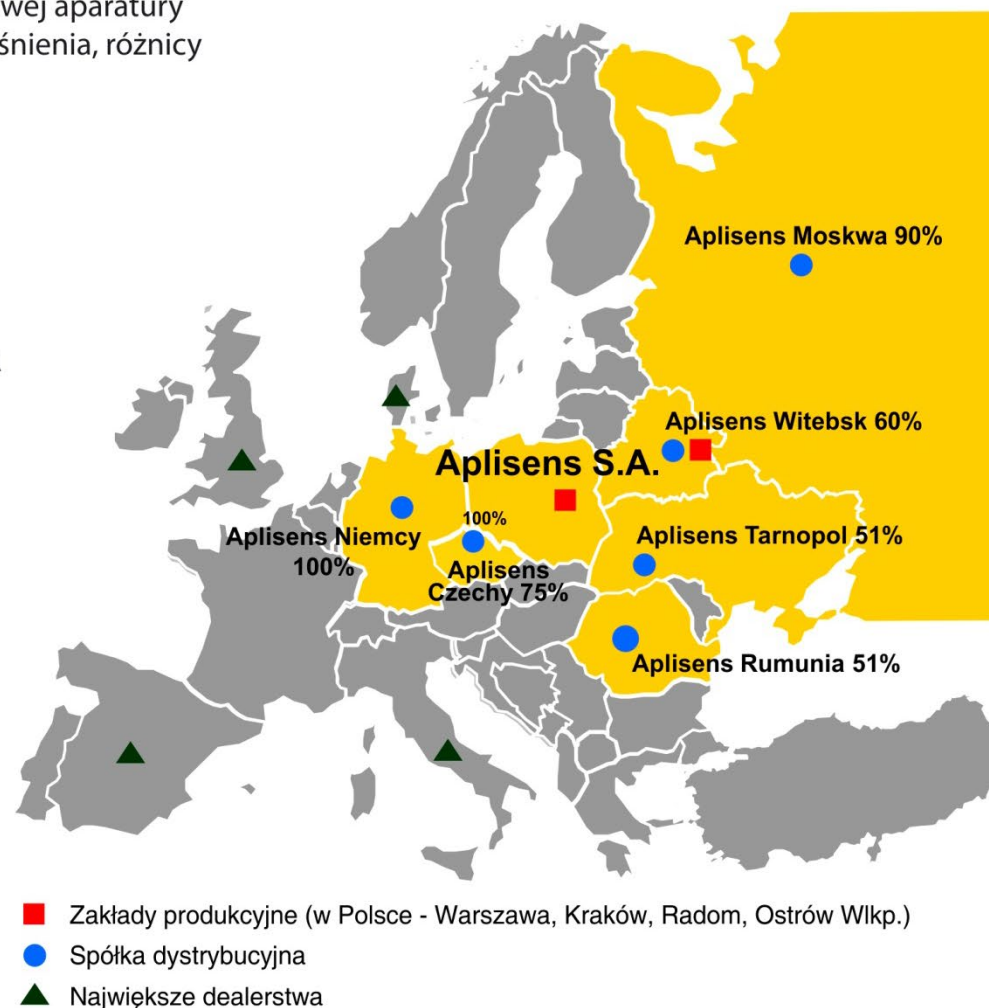 wej aparatury
śnienia, różnicy
Aplisens Moskwa 90%
Aplisens Witebsk 60%
Aplisens S.A.
100%
Aplisens Niemcy
100%
Aplisens
Czechy 75%
Aplisens Tarnopol 51%
Aplisens Rumunia 51%
Zakłady produkcyjne (w Polsce - Warszawa, Kraków, Radom, Ostrów Wlkp.)
Spółka dystrybucyjna
Największe dealerstwa